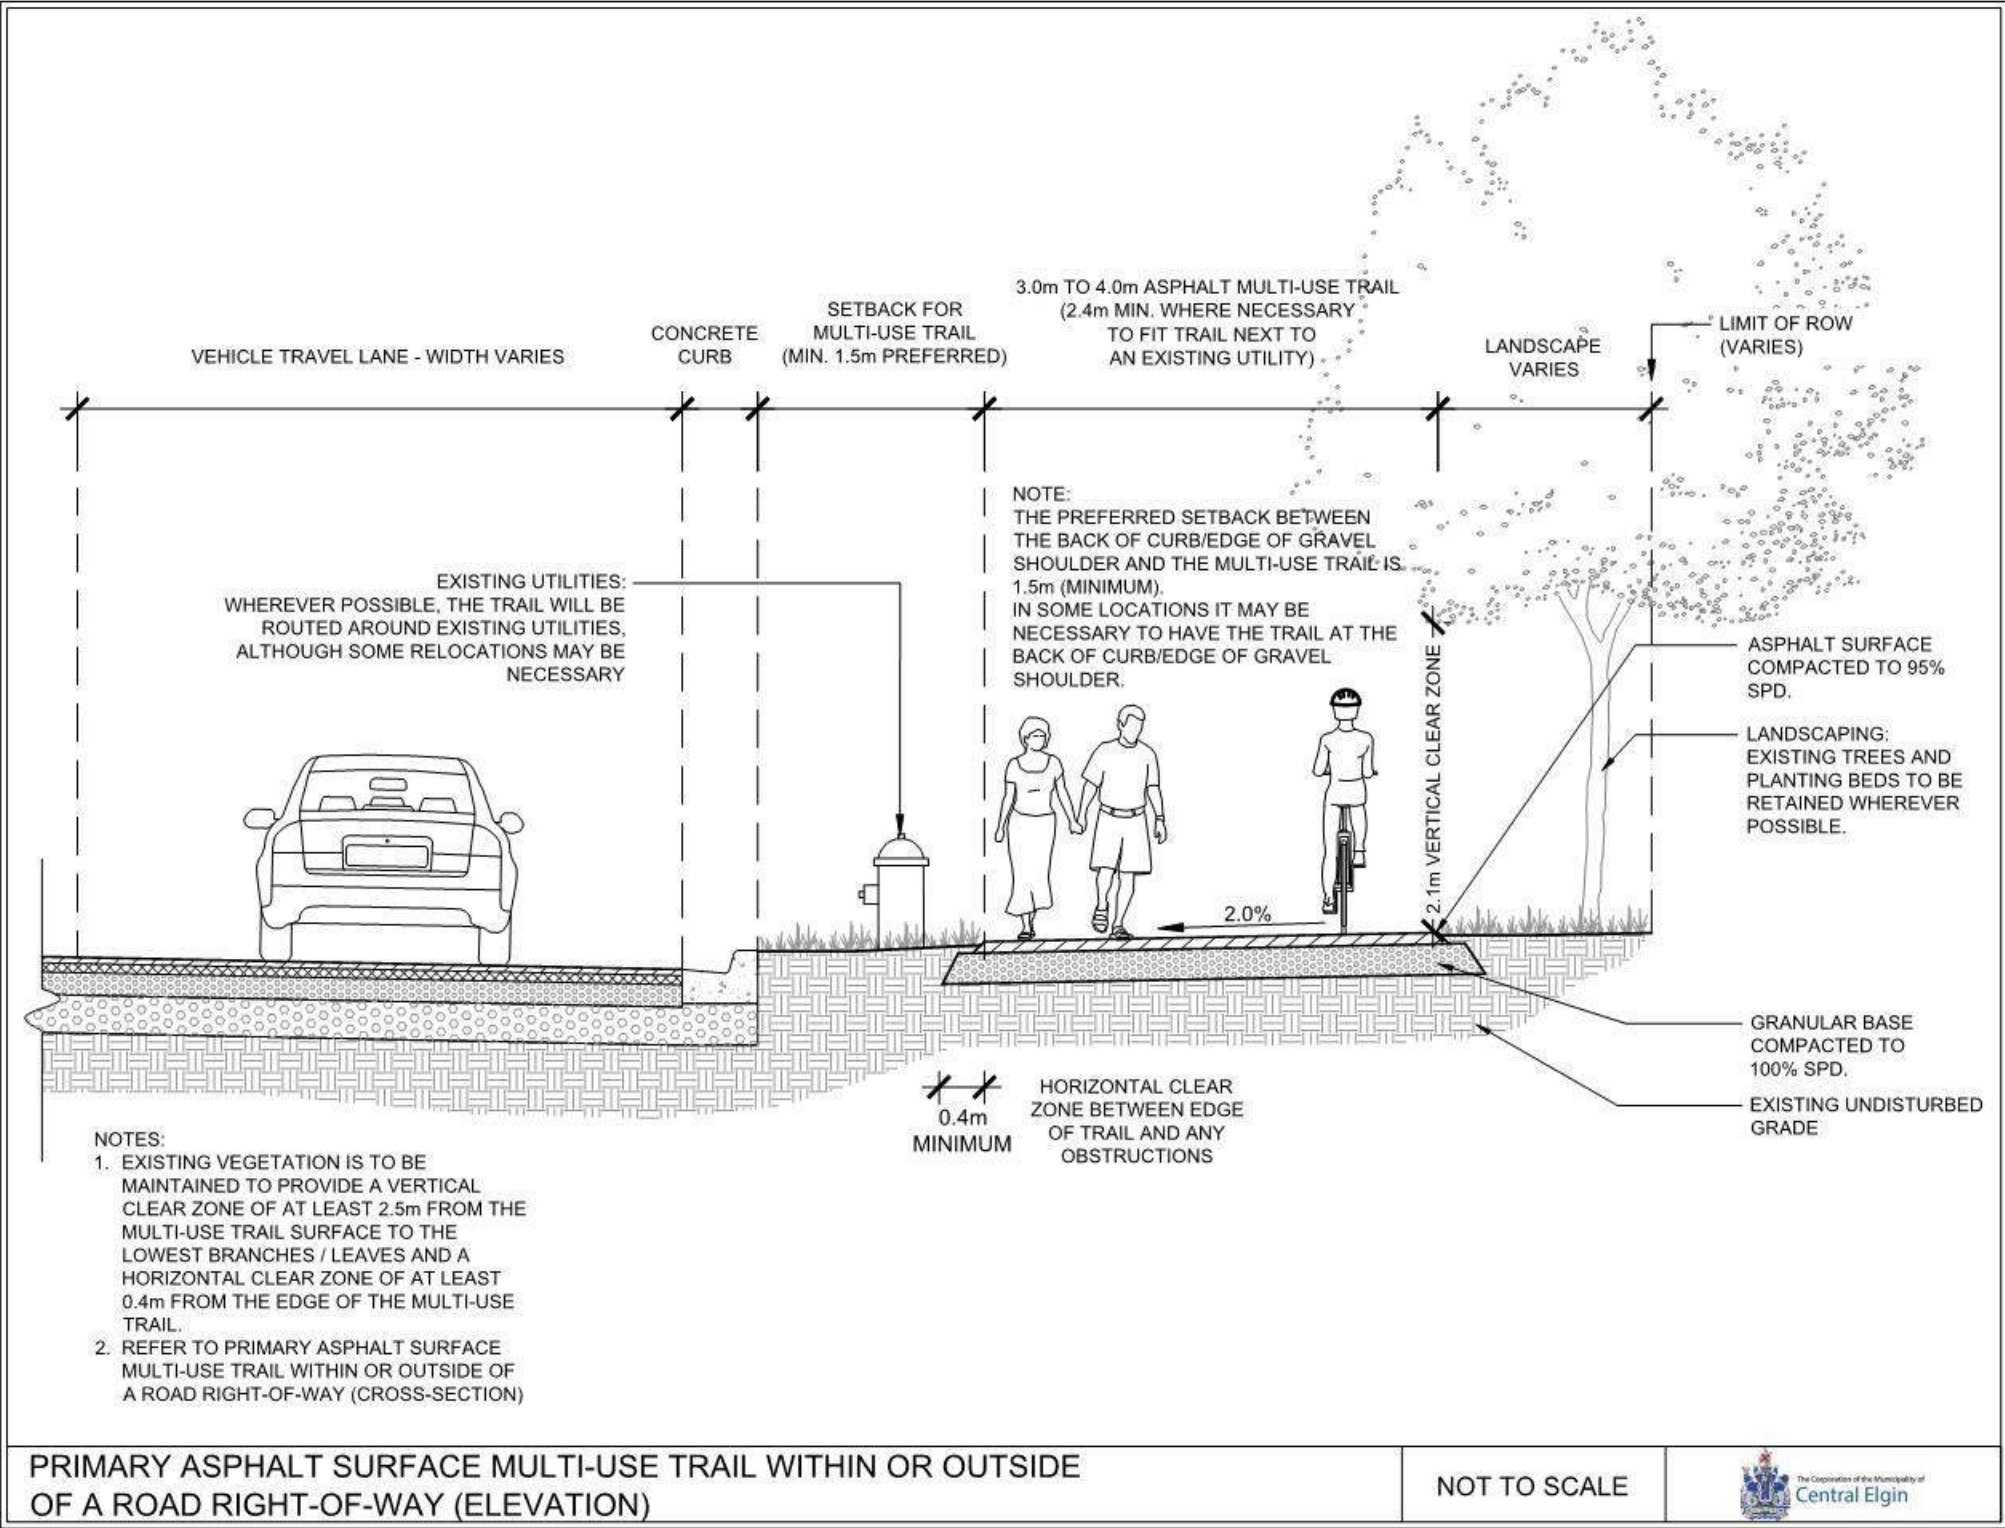 3.0m TO 4.0m ASPHALT MULTI-USE TRAIL
(2.4m MIN. WHERE NECESSARY
TO FIT TRAIL NEXT TO
AN EXISTING UTILITY)
SETBACK FOR
MULTI-USE TRAIL
(MIN. 1.5m PREFERRED)
CONCRETE
CURB
VEHICLE TRAVEL LANE - WIDTH VARIES
LANDSCAPE
VARIES
LIMIT OF ROW
(VARIES)
NOTE:
THE PREFERRED SETBACK BETWEEN
THE BACK OF CURB/EDGE OF GRAVEL
SHOULDER AND THE MULTI-USE TRAIL IS
1.5m (MINIMUM).
IN SOME LOCATIONS IT MAY BE
NECESSARY TO HAVE THE TRAIL AT THE
BACK OF CURB/EDGE OF GRAVEL
SHOULDER.
EXISTING UTILITIES:
WHEREVER POSSIBLE, THE TRAIL WILL BE
ROUTED AROUND EXISTING UTILITIES,
ALTHOUGH SOME RELOCATIONS MAY BE
NECESSARY
2.1m VERTICAL CLEAR ZONE
ASPHALT SURFACE
COMPACTED TO 95%
SPD.
LANDSCAPING:
EXISTING TREES AND
PLANTING BEDS TO BE
RETAINED WHEREVER
POSSIBLE.
2.0%
GRANULAR BASE
COMPACTED TO
100% SPD.
EXISTING UNDISTURBED
GRADE
0.4m
MINIMUM
HORIZONTAL CLEAR
ZONE BETWEEN EDGE
OF TRAIL AND ANY
OBSTRUCTIONS
NOTES:
1. EXISTING VEGETATION IS TO BE
MAINTAINED TO PROVIDE A VERTICAL
CLEAR ZONE OF AT LEAST 2.5m FROM THE
MULTI-USE TRAIL SURFACE TO THE
LOWEST BRANCHES / LEAVES AND A
HORIZONTAL CLEAR ZONE OF AT LEAST
0.4m FROM THE EDGE OF THE MULTI-USE
TRAIL.
2. REFER TO PRIMARY ASPHALT SURFACE
MULTI-USE TRAIL WITHIN OR OUTSIDE OF
A ROAD RIGHT-OF-WAY (CROSS-SECTION)
PRIMARY ASPHALT SURFACE MULTI-USE TRAIL WITHIN OR OUTSIDE
OF A ROAD RIGHT-OF-WAY (ELEVATION)
NOT TO SCALE
The Corporation of the Municipality of
Central Elgin